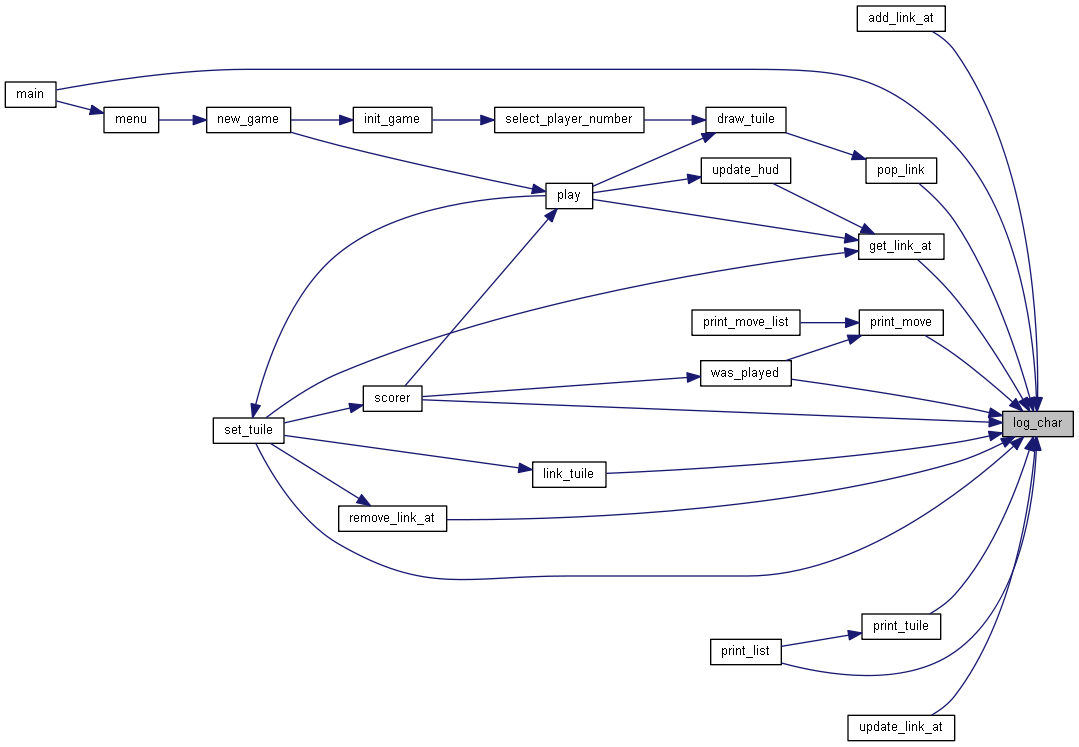 add_link_at
main
menu
new_game
init_game
select_player_number
draw_tuile
update_hud
pop_link
play
get_link_at
print_move_list
print_move
was_played
scorer
log_char
set_tuile
link_tuile
remove_link_at
print_tuile
print_list
update_link_at